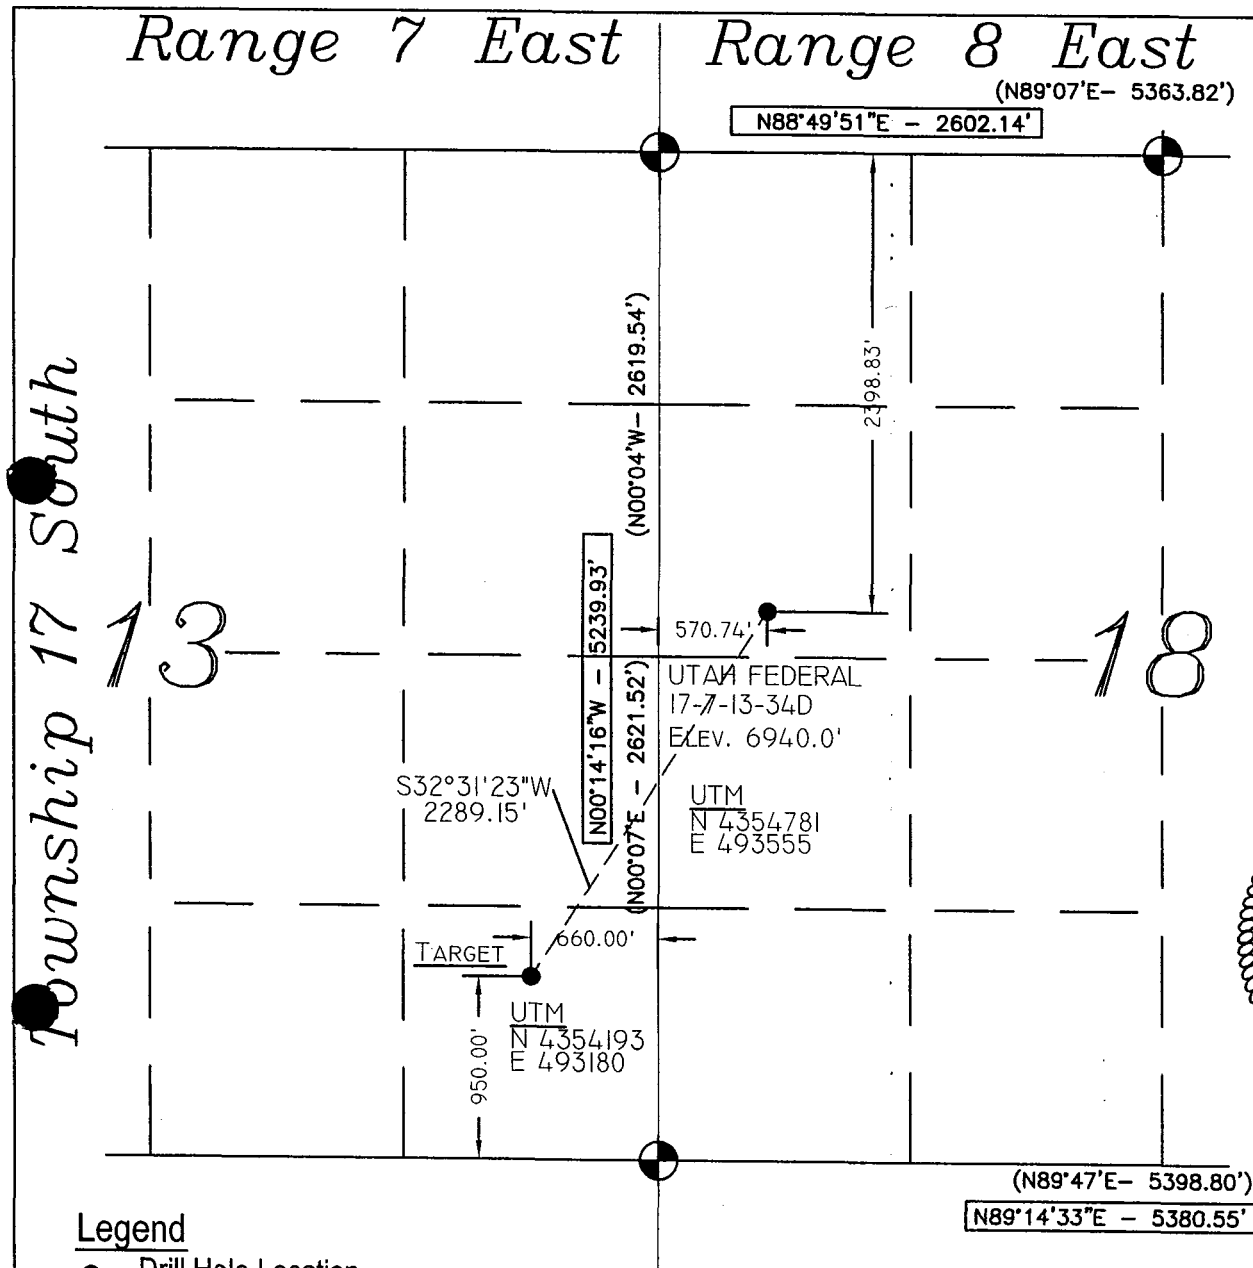 Range 7 East
Range 8 East
(N89°07'E– 5363.82')
N88°49'51"E – 2602.14'
Township 17 South
(N00°04'W– 2619.54')
2398.83'
N00°14'16"W – 5239.93'
13
18
570.74'
UTAH FEDERAL
17-7-13-34D
ELEV. 6940.0'
(N00°07'E – 2621.52')
S32°31'23"W
2289.15'
UTM
N 4354781
E 493555
660.00'
TARGET
UTM
N 4354193
E 493180
950.00'
(N89°47'E– 5398.80')
N89°14'33"E – 5380.55'
Legend
Drill Hole Location